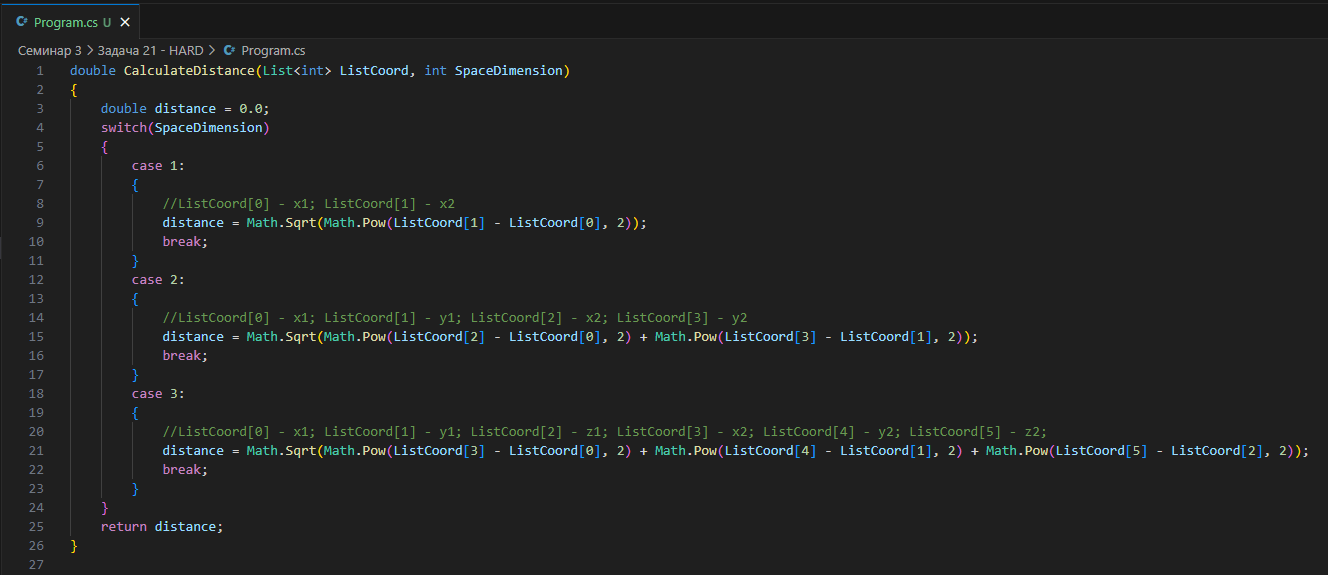 C# Program.cs U ✕
Семинар 3 > Задача 21 - HARD > C# Program.cs
1 double CalculateDistance(List<int> ListCoord, int SpaceDimension)
2 {
3     double distance = 0.0;
4     switch(SpaceDimension)
5     {
6         case 1:
7         {
8             //ListCoord[0] - x1; ListCoord[1] - x2
9             distance = Math.Sqrt(Math.Pow(ListCoord[1] - ListCoord[0], 2));
10             break;
11         }
12         case 2:
13         {
14             //ListCoord[0] - x1; ListCoord[1] - y1; ListCoord[2] - x2; ListCoord[3] - y2
15             distance = Math.Sqrt(Math.Pow(ListCoord[2] - ListCoord[0], 2) + Math.Pow(ListCoord[3] - ListCoord[1], 2));
16             break;
17         }
18         case 3:
19         {
20             //ListCoord[0] - x1; ListCoord[1] - y1; ListCoord[2] - z1; ListCoord[3] - x2; ListCoord[4] - y2; ListCoord[5] - z2;
21             distance = Math.Sqrt(Math.Pow(ListCoord[3] - ListCoord[0], 2) + Math.Pow(ListCoord[4] - ListCoord[1], 2) + Math.Pow(ListCoord[5] - ListCoord[2], 2));
22             break;
23         }
24     }
25     return distance;
26 }
27